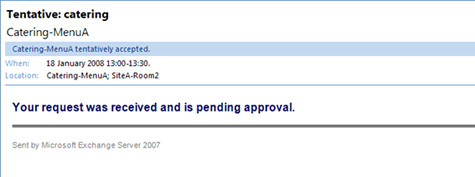 Tentative: catering
Catering-MenuA
Catering-MenuA tentatively accepted.
When: 18 January 2008 13:00-13:30.
Location: Catering-MenuA; SiteA-Room2
Your request was received and is pending approval.
Sent by Microsoft Exchange Server 2007